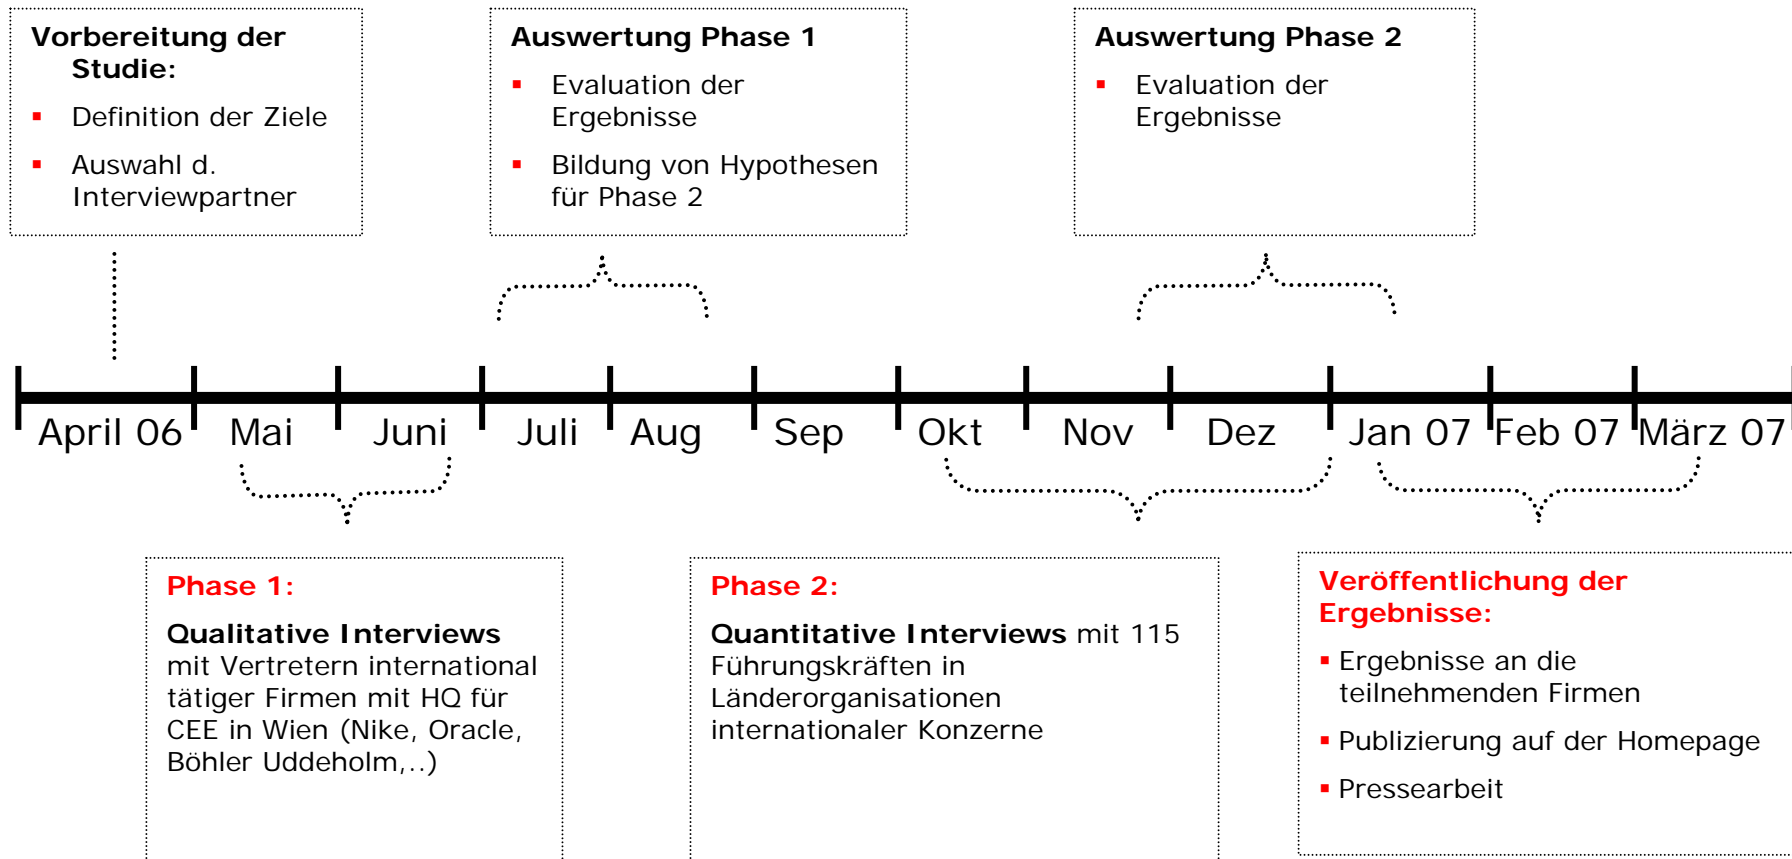 Vorbereitung der
Studie:
▪ Definition der Ziele
▪ Auswahl d.
Interviewpartner
Auswertung Phase 1
▪ Evaluation der
Ergebnisse
▪ Bildung von Hypothesen
für Phase 2
Auswertung Phase 2
▪ Evaluation der
Ergebnisse
April 06 Mai Juni Juli Aug Sep Okt Nov Dez Jan 07 Feb 07 März 07
Phase 1:
Qualitative Interviews
mit Vertretern international
tätiger Firmen mit HQ für
CEE in Wien (Nike, Oracle,
Böhler Uddeholm,..)
Phase 2:
Quantitative Interviews mit 115
Führungskräften in
Länderorganisationen
internationaler Konzerne
Veröffentlichung der
Ergebnisse:
▪ Ergebnisse an die
teilnehmenden Firmen
▪ Publizierung auf der Homepage
▪ Pressearbeit